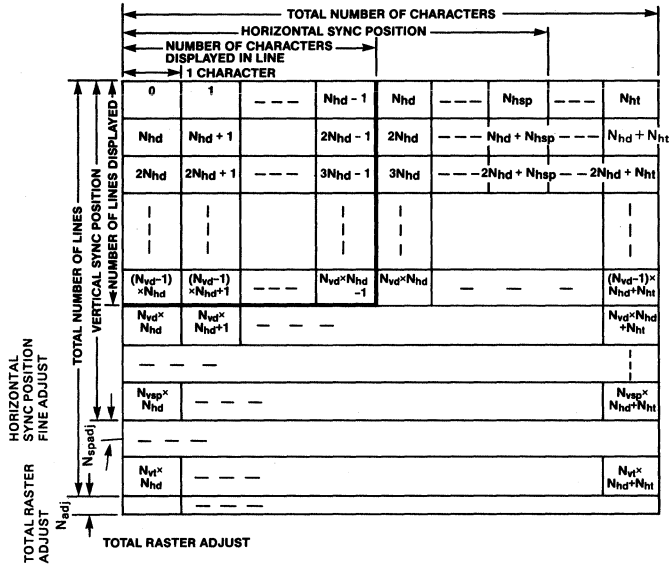 TOTAL NUMBER OF CHARACTERS
HORIZONTAL SYNC POSITION
NUMBER OF CHARACTERS
DISPLAYED IN LINE
1 CHARACTER
0 1 --- Nhd - 1 Nhd --- Nhsp --- Nht
Nhd Nhd + 1 2Nhd - 1 2Nhd --- Nhd + Nhsp --- Nhd + Nht
2Nhd 2Nhd + 1 --- 3Nhd - 1 3Nhd --- 2Nhd + Nhsp -- 2Nhd + Nht
(Nvd-1) (Nvd-1) Nvd×Nhd Nvd×Nhd (Nvd-1)×
×Nhd ×Nhd+1 --- -1 - - - Nhd+Nht
Nvd× Nvd× Nvd×Nhd
Nhd Nhd+1 - - - +Nht
- - -
Nvsp× Nvsp×
Nhd - - - Nhd+Nht
- - -
Nvt× Nvt×
Nhd - - - Nhd+Nht
- - -
TOTAL NUMBER OF LINES
VERTICAL SYNC POSITION
NUMBER OF LINES DISPLAYED
HORIZONTAL
SYNC POSITION
FINE ADJUST
Nspadj
TOTAL RASTER
ADJUST
Nadj
TOTAL RASTER ADJUST